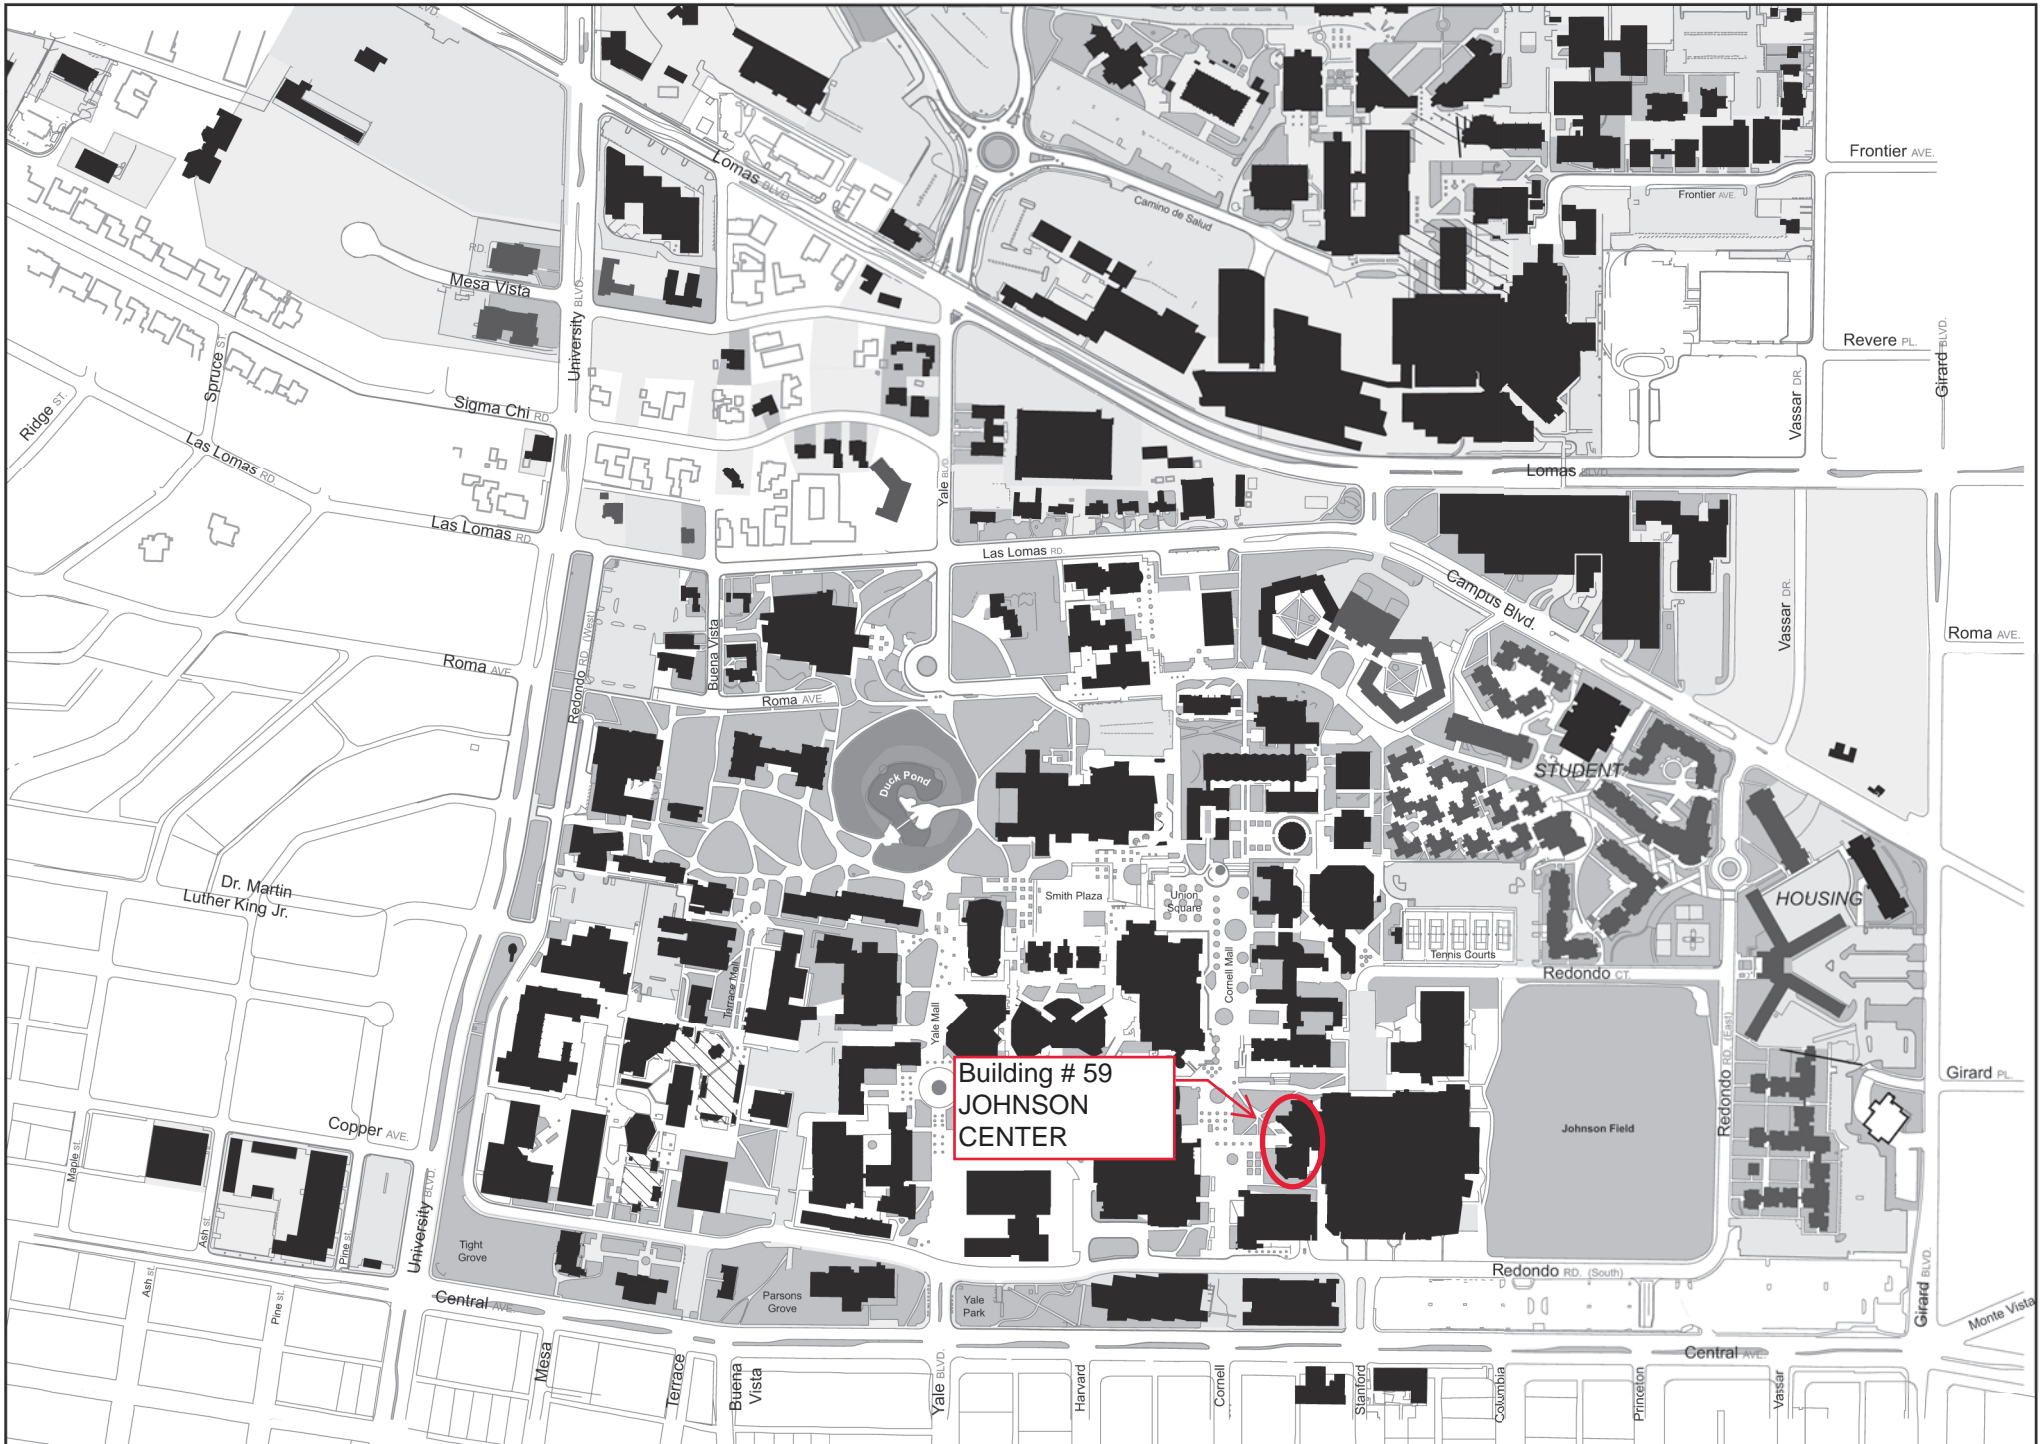 BLVD.
Lomas BLVD.
Frontier AVE.
Frontier AVE.
Camino de Salud
RD.
Mesa Vista
University BLVD.
Revere PL.
Girard BLVD.
Spruce ST.
Vassar DR.
Ridge ST.
Sigma Chi RD.
Las Lomas RD.
Lomas BLVD.
Yale BLVD.
Las Lomas RD.
Las Lomas RD.
Campus Blvd.
Vassar DR.
Roma AVE.
Buena Vista
Redondo RD. (West)
Roma AVE
Roma AVE.
Duck Pond
STUDENT
Dr. Martin
Luther King Jr.
Smith Plaza
Union
Square
HOUSING
Tennis Courts
Terrace Mall
Cornell Mall
Redondo CT.
Yale Mall
Redondo RD. (East)
Building # 59
JOHNSON
CENTER
Girard PL.
Copper AVE.
Johnson Field
Maple st.
Ash st.
Pine st.
University BLVD.
Tight
Grove
Redondo RD. (South)
Girard BLVD.
Ash st.
Pine st.
Central AVE.
Parsons
Grove
Yale
Park
Monte Vista
Central AVE.
Mesa
Terrace
Buena
Vista
Yale BLVD.
Harvard
Cornell
Stanford
Columbia
Princeton
Vassar